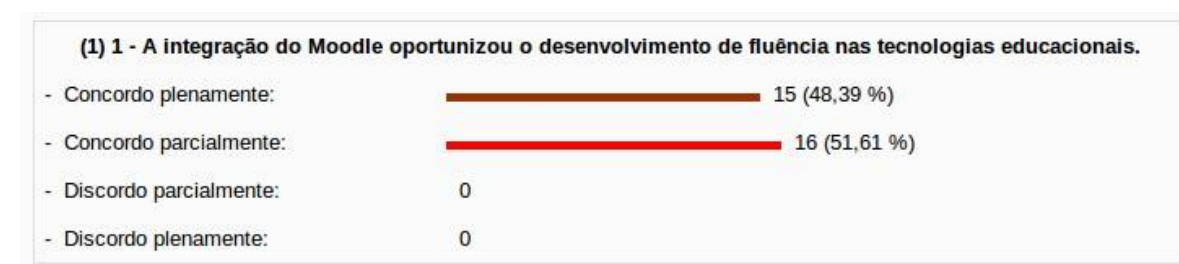 (1) 1 - A integração do Moodle oportunizou o desenvolvimento de fluência nas tecnologias educacionais.
- Concordo plenamente: 15 (48,39 %)
- Concordo parcialmente: 16 (51,61 %)
- Discordo parcialmente: 0
- Discordo plenamente: 0